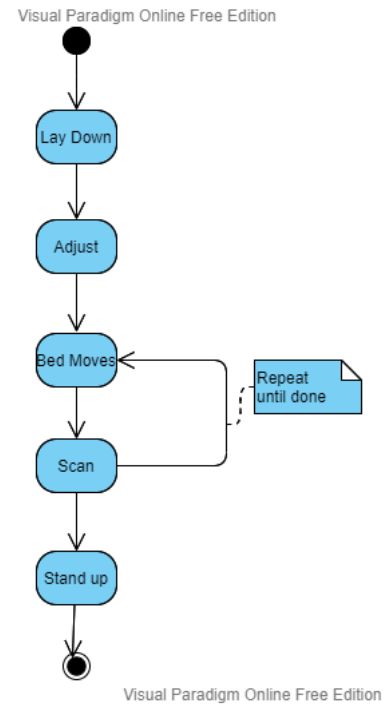 Visual Paradigm Online Free Edition
Lay Down
Adjust
Bed Moves
Repeat
until done
Scan
Stand up
Visual Paradigm Online Free Edition